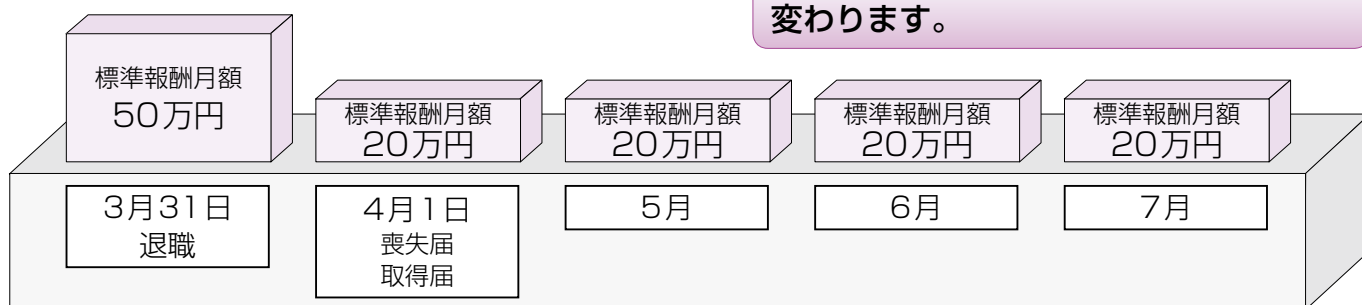 変わります。
標準報酬月額
50万円
標準報酬月額
20万円
標準報酬月額
20万円
標準報酬月額
20万円
標準報酬月額
20万円
3月31日
退職
4月1日
喪失届
取得届
5月
6月
7月